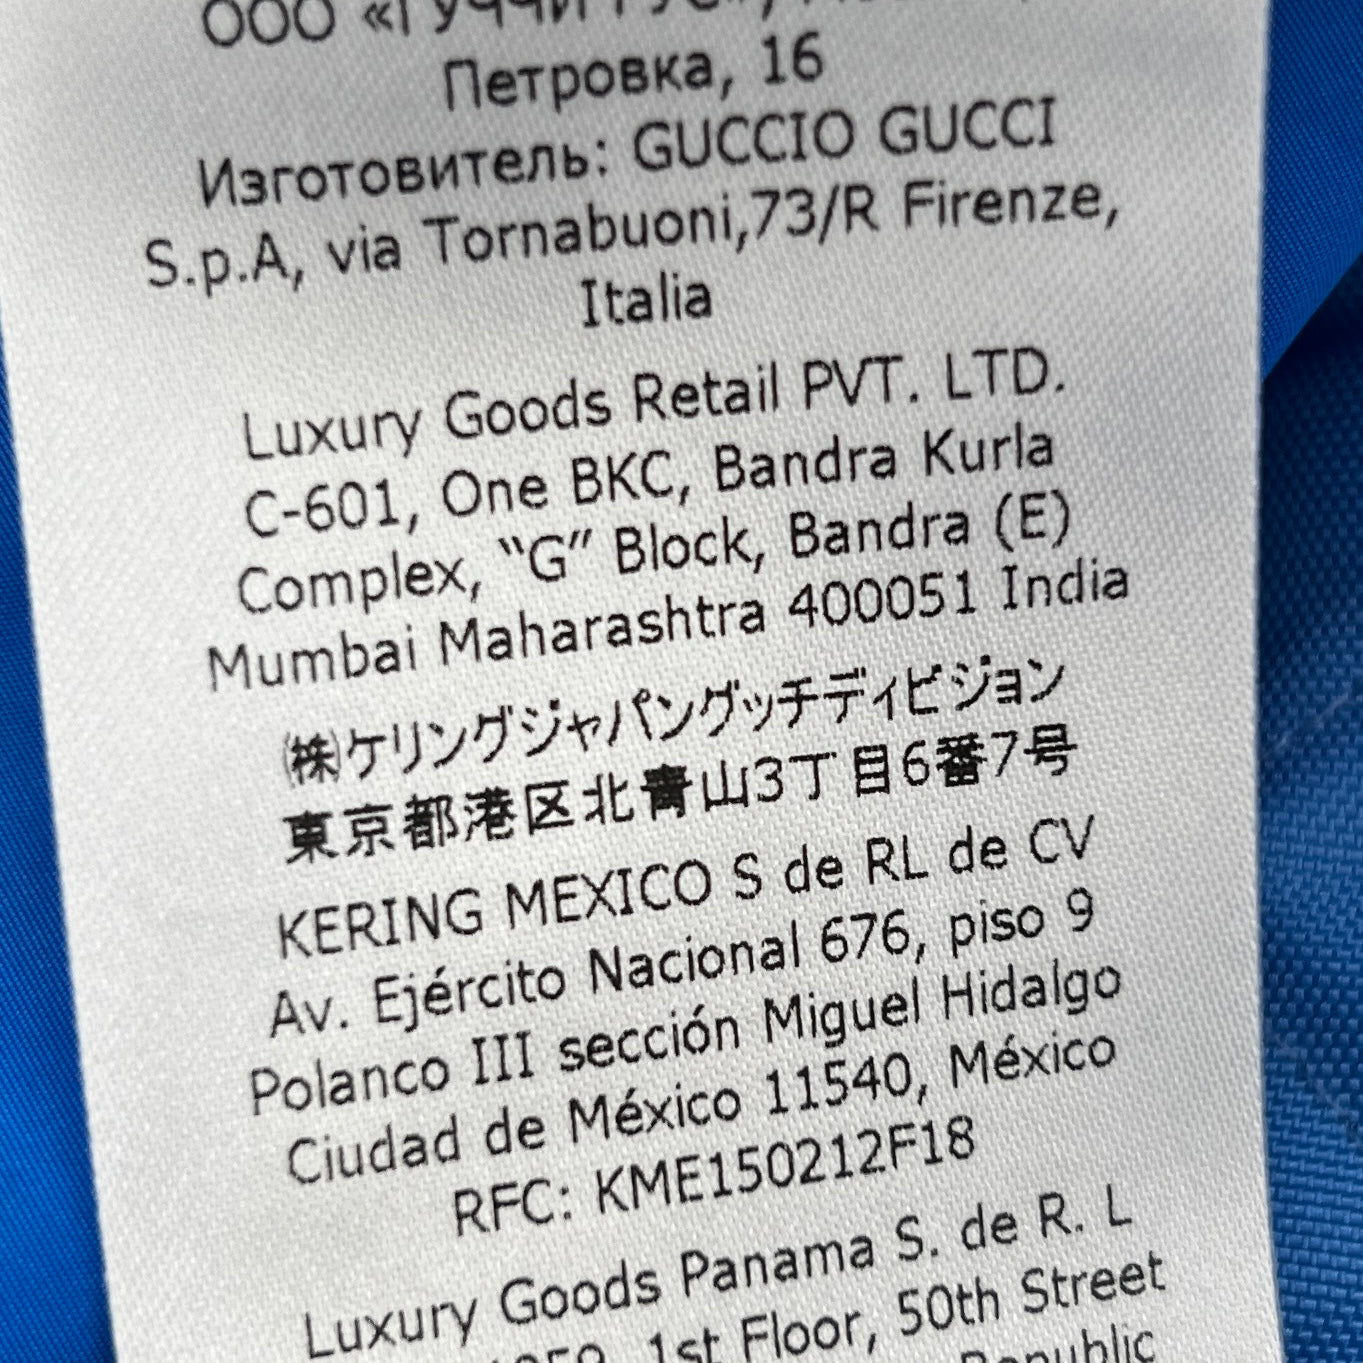 ООО «ГУЧЧИ РУС»,
Петровка, 16
Изготовитель: GUCCIO GUCCI
S.p.A, via Tornabuoni,73/R Firenze,
Italia
Luxury Goods Retail PVT. LTD.
C-601, One BKC, Bandra Kurla
Complex, “G” Block, Bandra (E)
Mumbai Maharashtra 400051 India
㈱ケリングジャパングッチディビジョン
東京都港区北青山3丁目6番7号
KERING MEXICO S de RL de CV
Av. Ejército Nacional 676, piso 9
Polanco III sección Miguel Hidalgo
Ciudad de México 11540, México
RFC: KME150212F18
Luxury Goods Panama S. de R. L
1st Floor, 50th Street
Republic